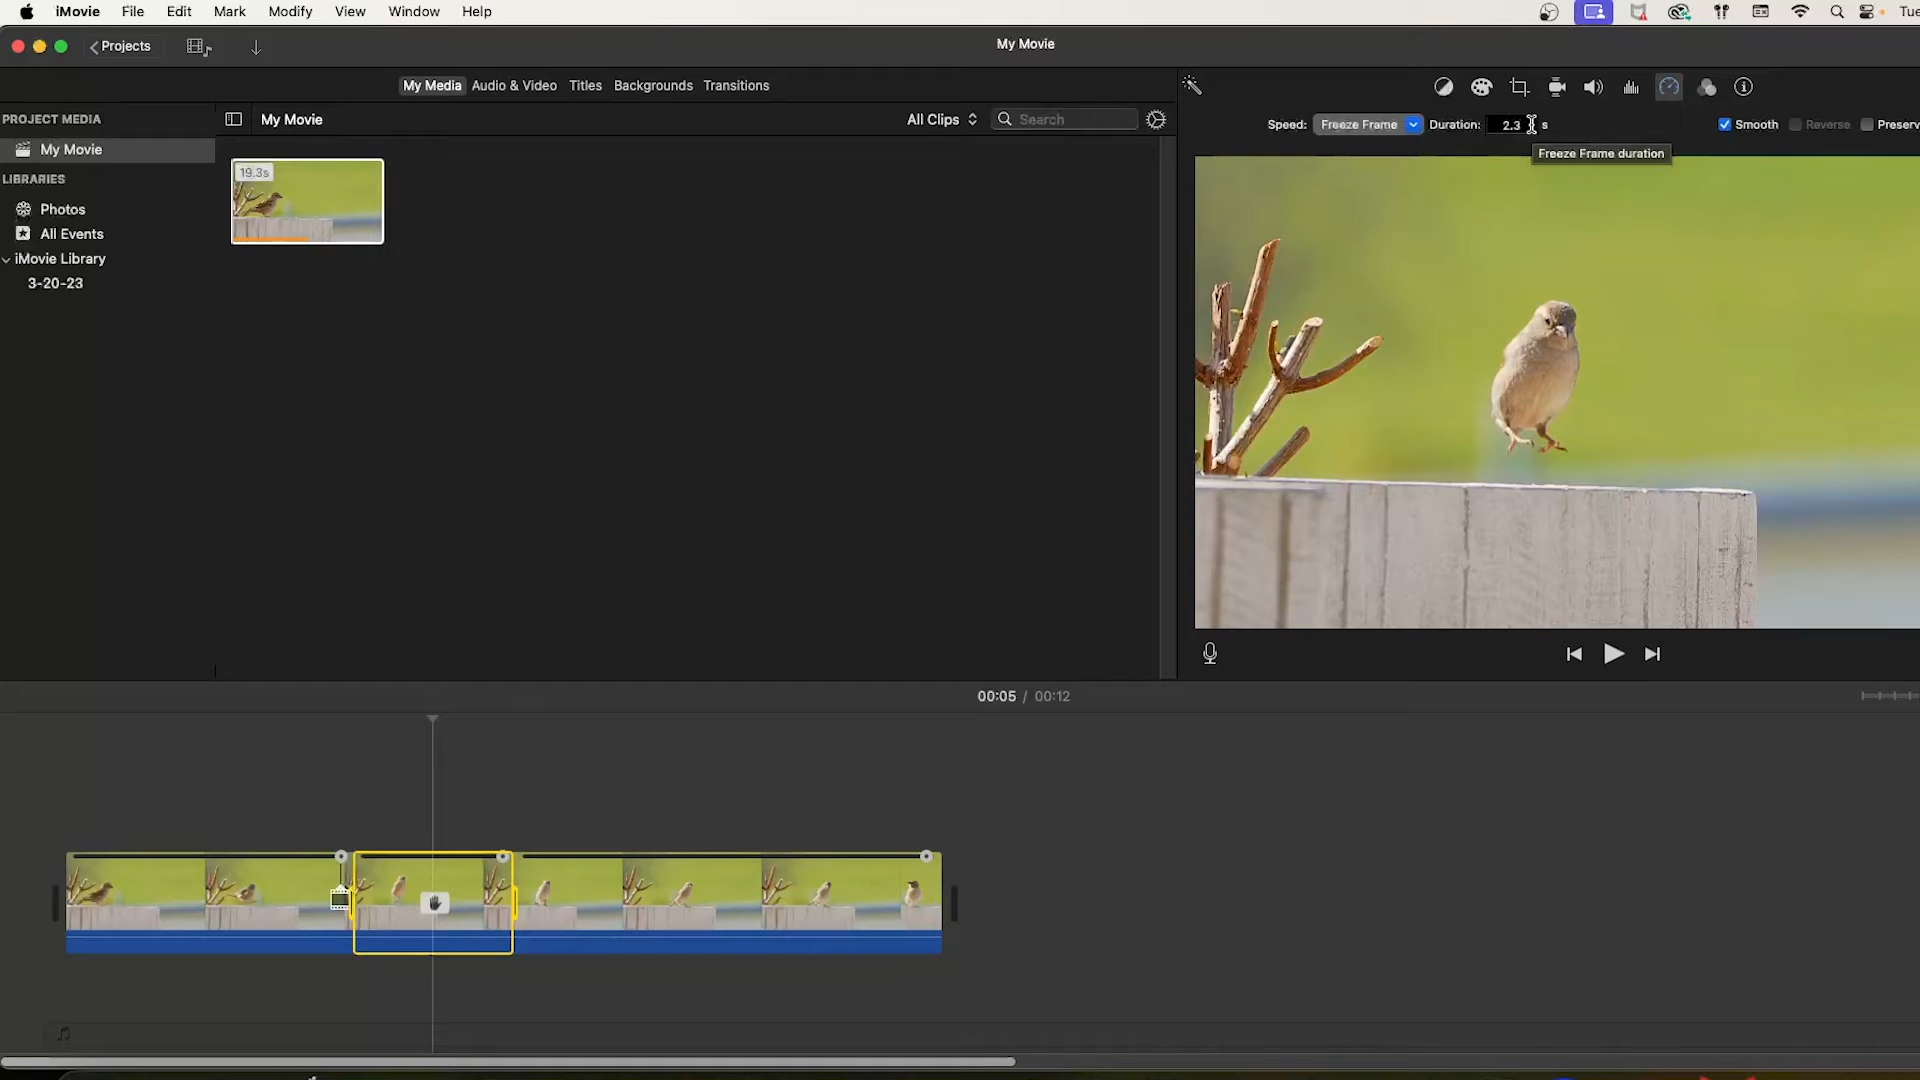 iMovie File Edit Mark Modify View Window Help Tue
Projects My Movie
My Media Audio & Video Titles Backgrounds Transitions
PROJECT MEDIA My Movie All Clips Search
Speed: Freeze Frame Duration: 2.3 s Smooth Reverse Preserv
Freeze Frame duration
My Movie
19.3s
LIBRARIES
Photos
All Events
iMovie Library
3-20-23
00:05 / 00:12